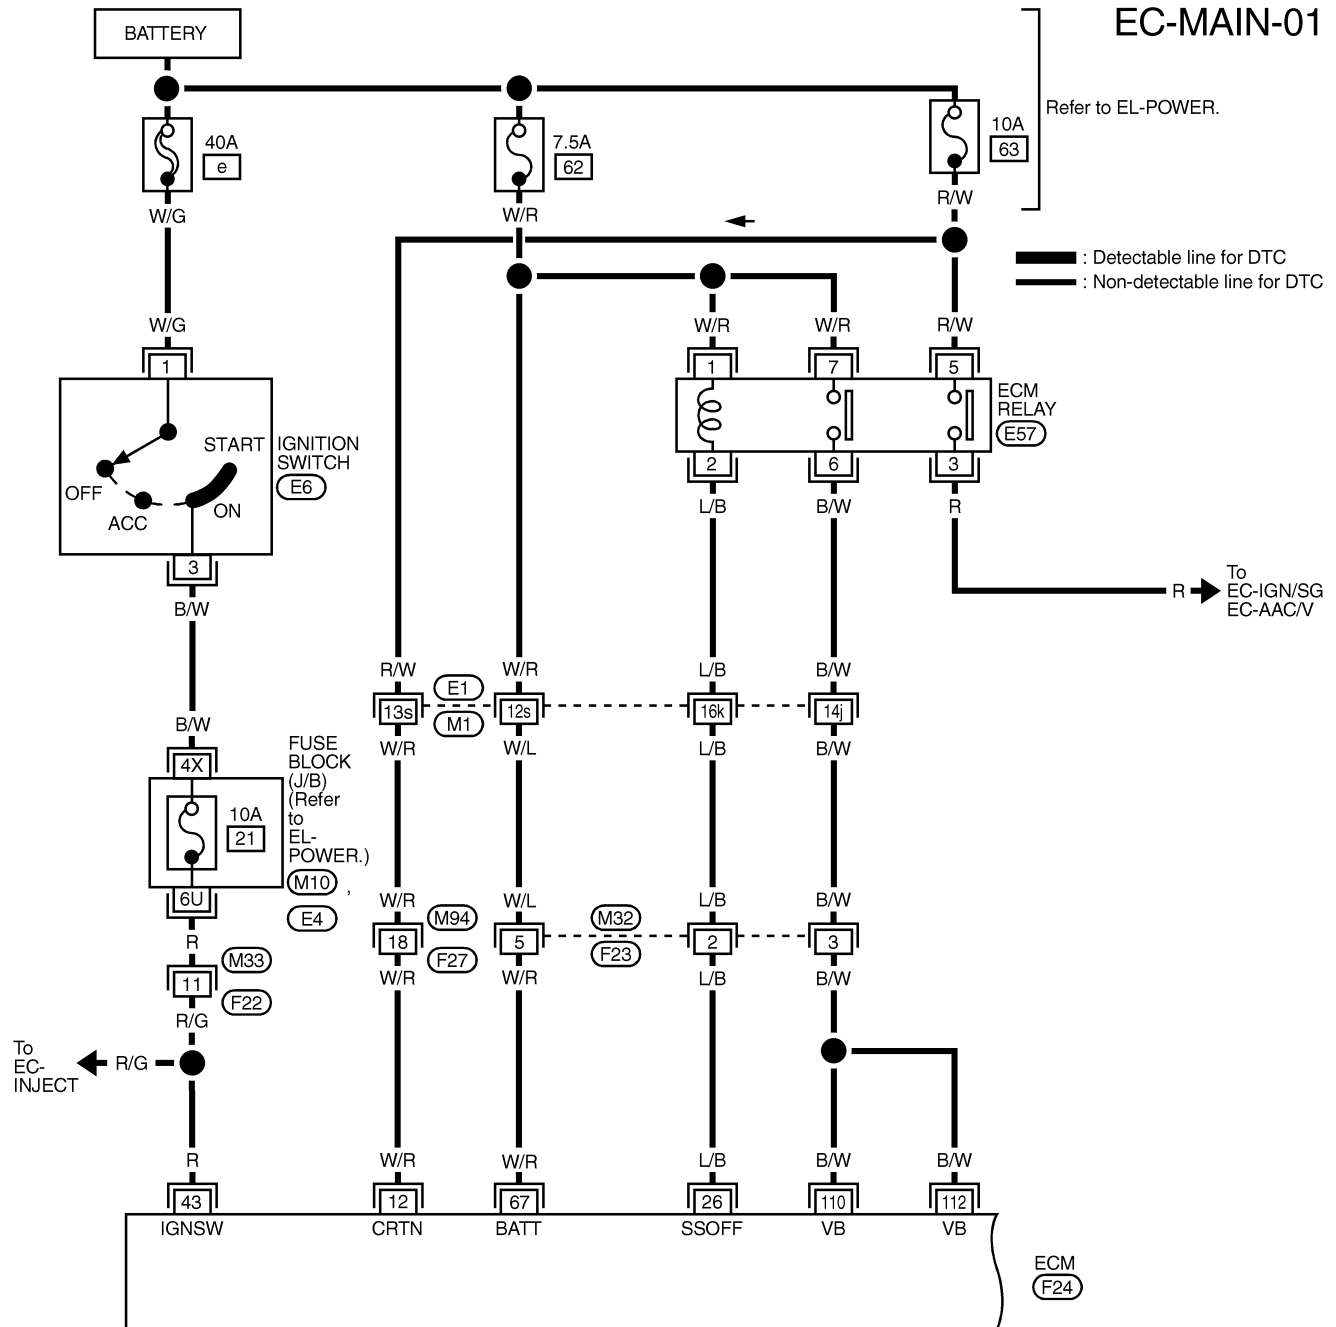 EC-MAIN-01
BATTERY
Refer to EL-POWER.
40A
e
7.5A
62
10A
63
W/G
W/R
R/W
: Detectable line for DTC
: Non-detectable line for DTC
W/G
W/R
W/R
R/W
1
1
7
5
ECM
RELAY
E57
START
OFF
ACC
ON
IGNITION
SWITCH
E6
2
6
3
L/B
B/W
R
3
B/W
R
To
EC-IGN/SG
EC-AAC/V
R/W
W/R
L/B
B/W
E1
M1
13s
12s
16k
14j
B/W
W/R
W/L
L/B
B/W
4X
10A
21
FUSE
BLOCK
(J/B)
(Refer
to
EL-
POWER.)
M10 ,
E4
6U
W/R
W/L
L/B
B/W
R
M33
11
F22
18
M94
F27
5
M32
F23
2
3
W/R
W/R
L/B
B/W
R/G
To
EC-
INJECT
R/G
R
W/R
W/R
L/B
B/W
B/W
43
12
67
26
110
112
IGNSW
CRTN
BATT
SSOFF
VB
VB
ECM
F24